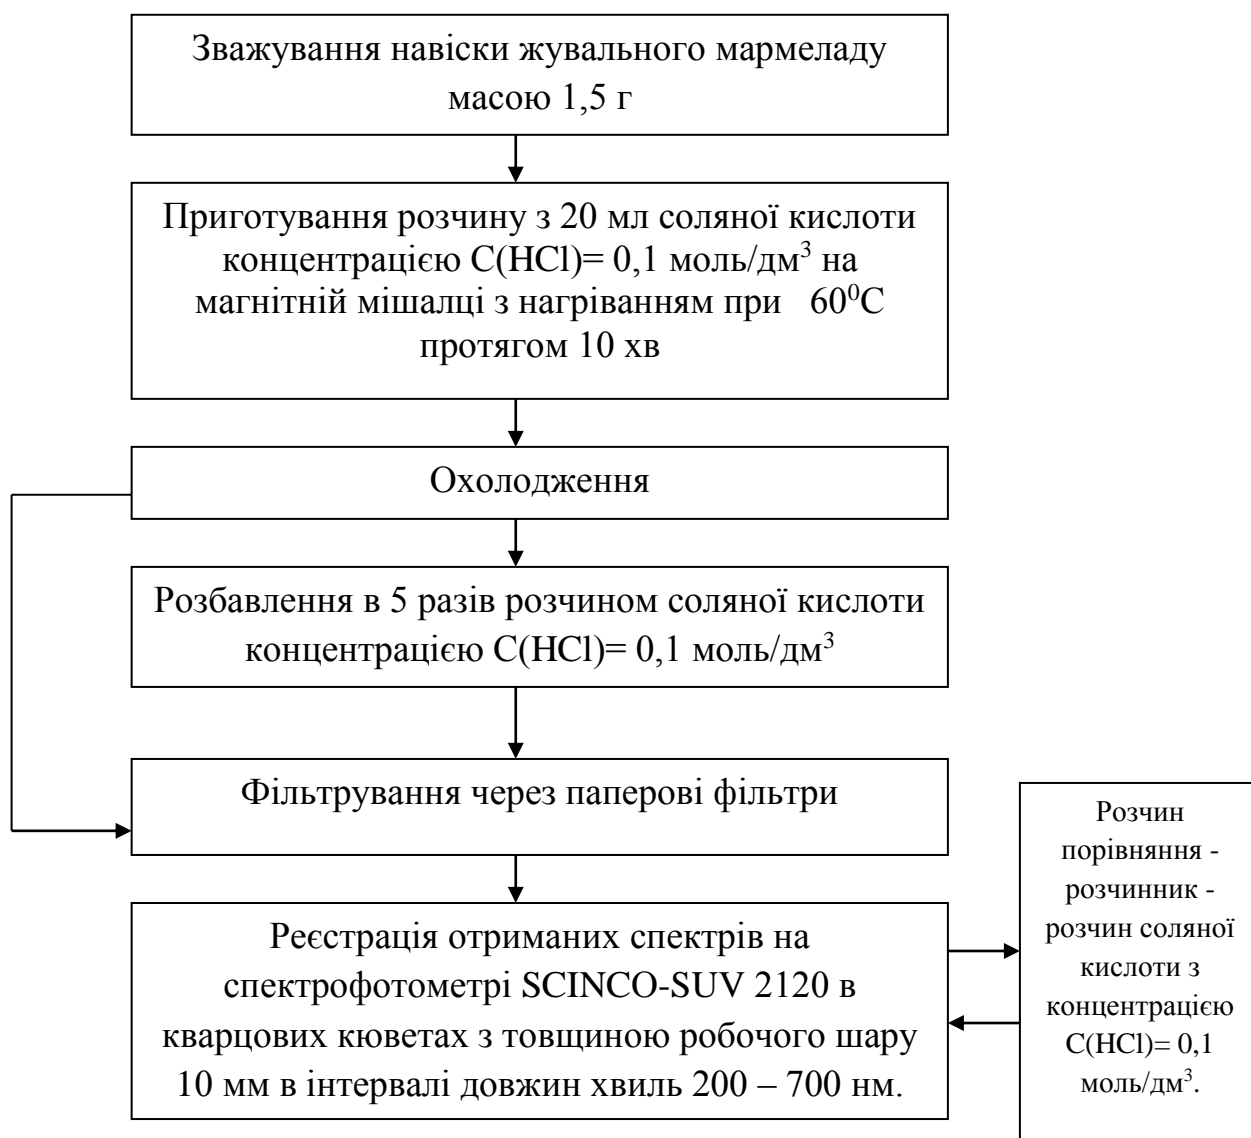 Зважування навіски жувального мармеладу
масою 1,5 г
Приготування розчину з 20 мл соляної кислоти
концентрацією C(HCl)= 0,1 моль/дм³ на
магнітній мішалці з нагріванням при 60⁰С
протягом 10 хв
Охолодження
Розбавлення в 5 разів розчином соляної кислоти
концентрацією C(HCl)= 0,1 моль/дм³
Фільтрування через паперові фільтри
Реєстрація отриманих спектрів на
спектрофотометрі SCINCO-SUV 2120 в
кварцових кюветах з товщиною робочого шару
10 мм в інтервалі довжин хвиль 200 – 700 нм.
Розчин
порівняння -
розчинник -
розчин соляної
кислоти з
концентрацією
C(HCl)= 0,1
моль/дм³.